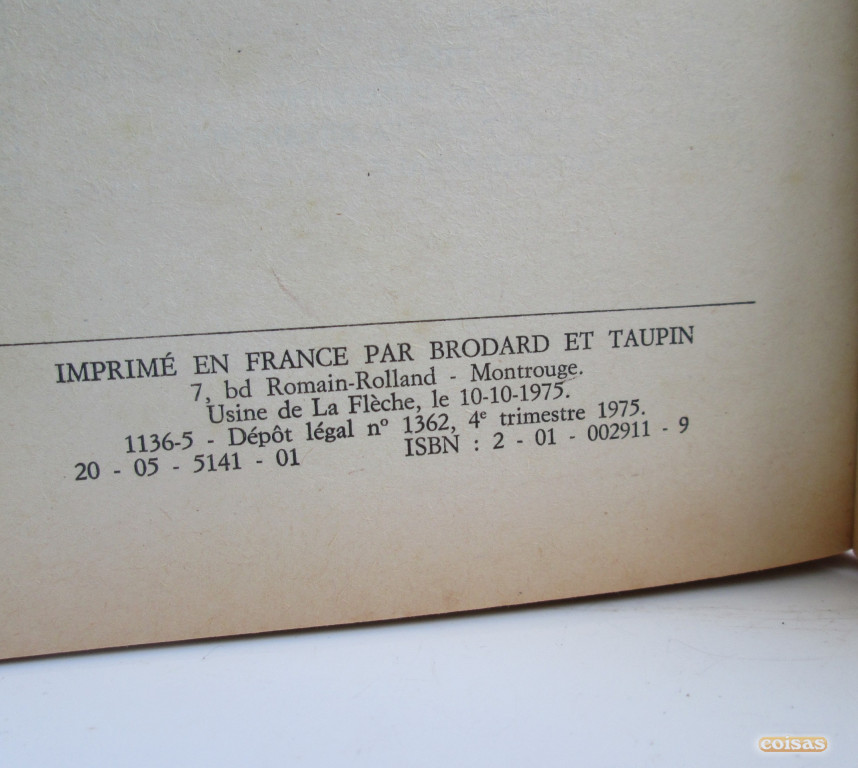 IMPRIMÉ EN FRANCE PAR BRODARD ET TAUPIN
7, bd Romain-Rolland - Montrouge.
Usine de La Flèche, le 10-10-1975.
1136-5 - Dépôt légal nº 1362, 4e trimestre 1975.
20 - 05 - 5141 - 01 ISBN : 2 - 01 - 002911 - 9
coisas